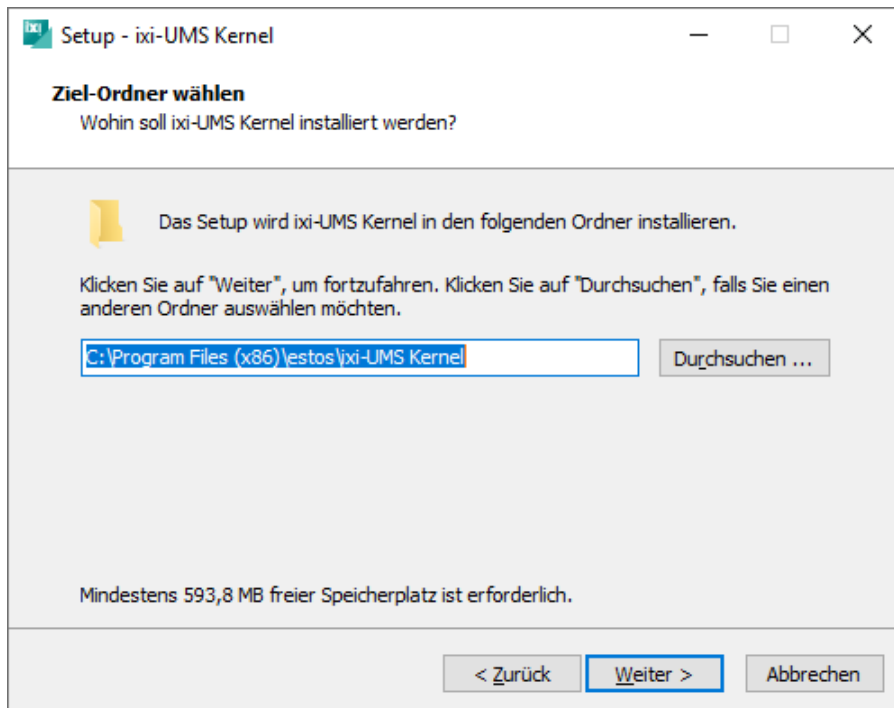 ixi
Setup - ixi-UMS Kernel
Ziel-Ordner wählen
Wohin soll ixi-UMS Kernel installiert werden?
Das Setup wird ixi-UMS Kernel in den folgenden Ordner installieren.
Klicken Sie auf "Weiter", um fortzufahren. Klicken Sie auf "Durchsuchen", falls Sie einen
anderen Ordner auswählen möchten.
C:\Program Files (x86)\estos\ixi-UMS Kernel
Durchsuchen ...
Mindestens 593,8 MB freier Speicherplatz ist erforderlich.
< Zurück
Weiter >
Abbrechen